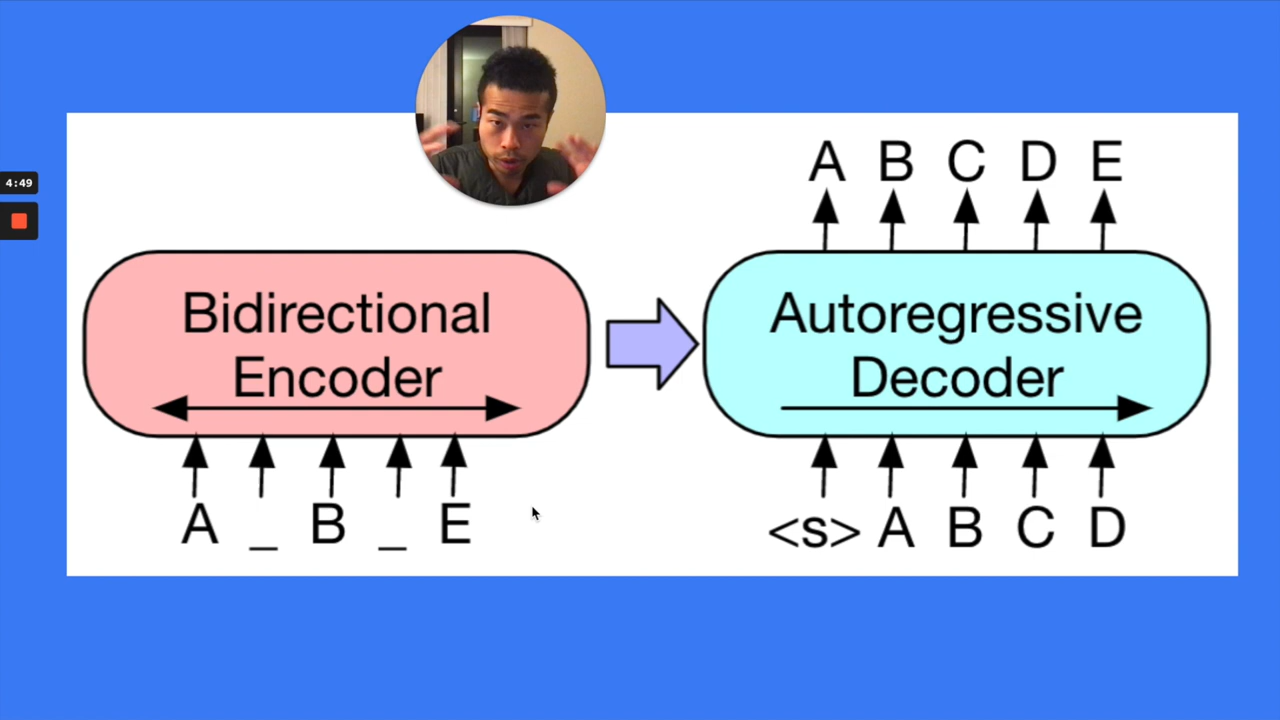 4:49
A B C D E
Bidirectional
Encoder
A _ B _ E
Autoregressive
Decoder
<s> A B C D